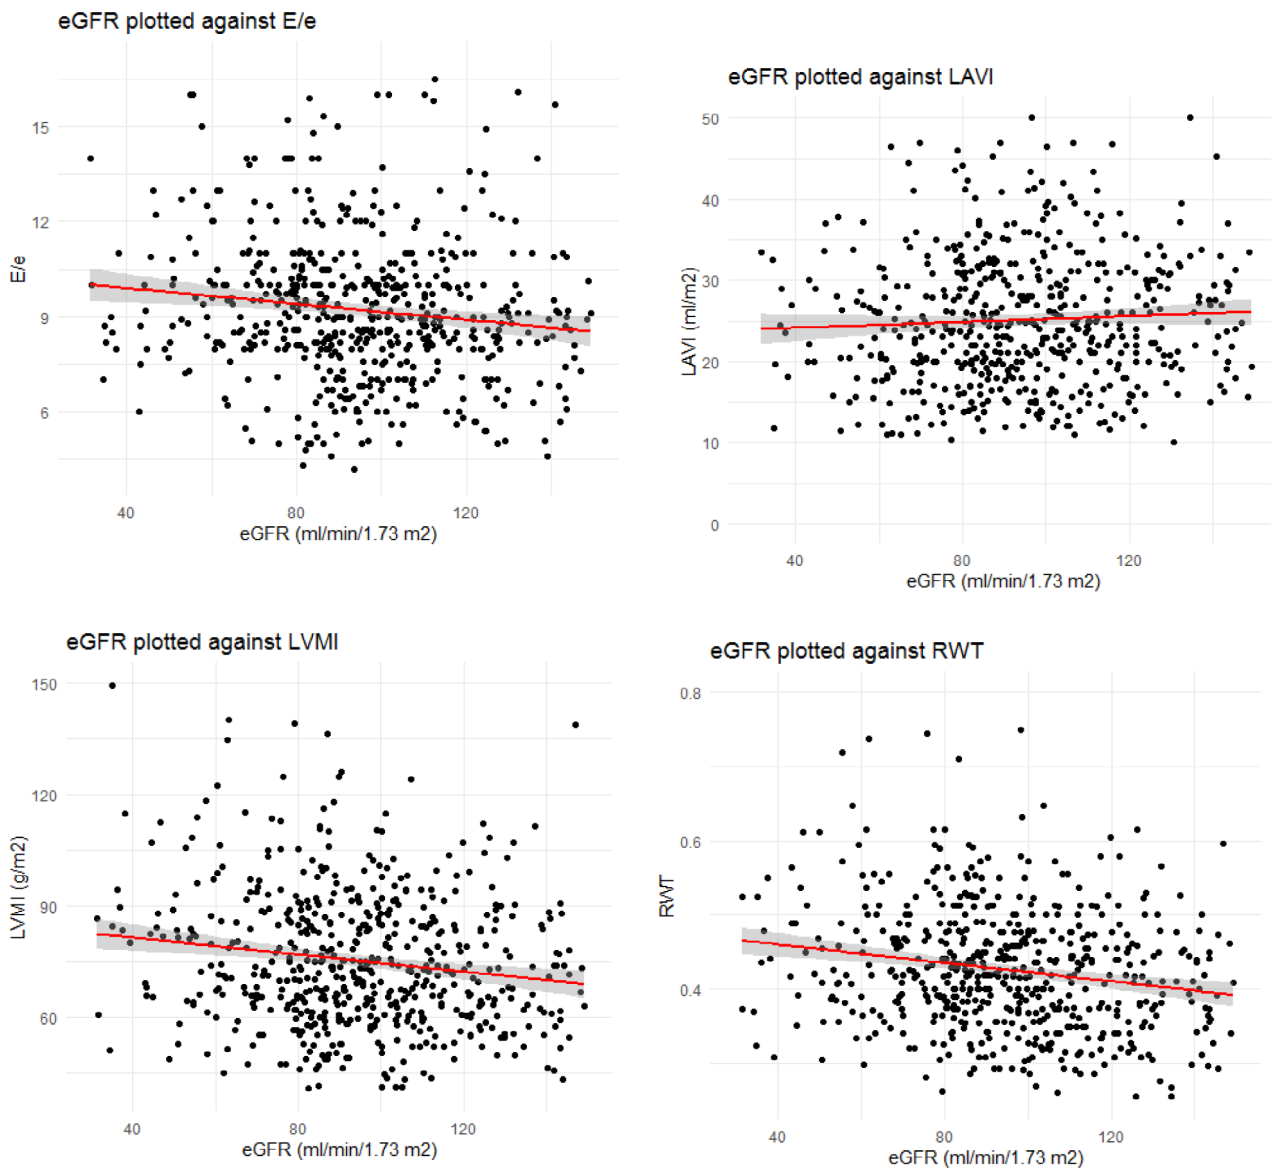 eGFR plotted against E/e
15
12
9
6
E/e
40
80
120
eGFR (ml/min/1.73 m2)
eGFR plotted against LAVI
50
40
30
20
10
0
LAVI (ml/m2)
40
80
120
eGFR (ml/min/1.73 m2)
eGFR plotted against LVMI
150
120
90
60
LVMI (g/m2)
40
80
120
eGFR (ml/min/1.73 m2)
eGFR plotted against RWT
0.8
0.6
0.4
RWT
40
80
120
eGFR (ml/min/1.73 m2)